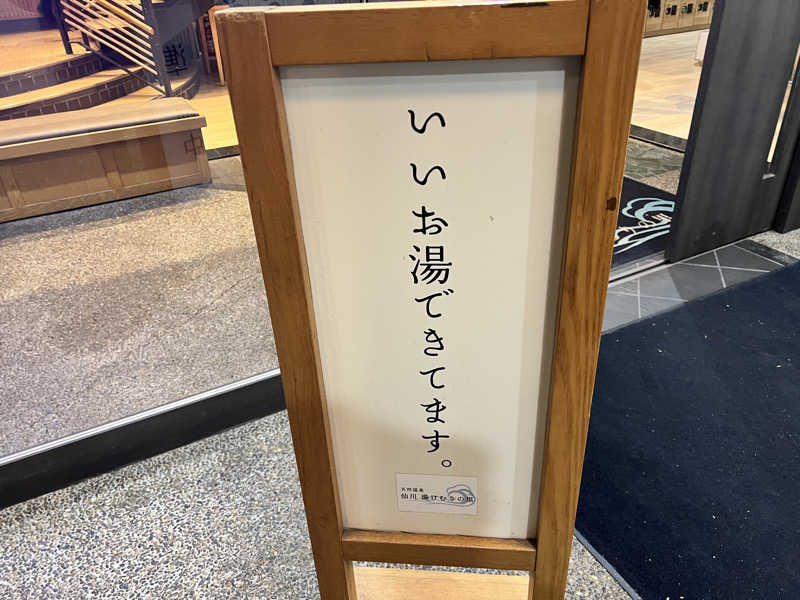 いいお湯できてます。
天然温泉
仙川 湯けむりの里